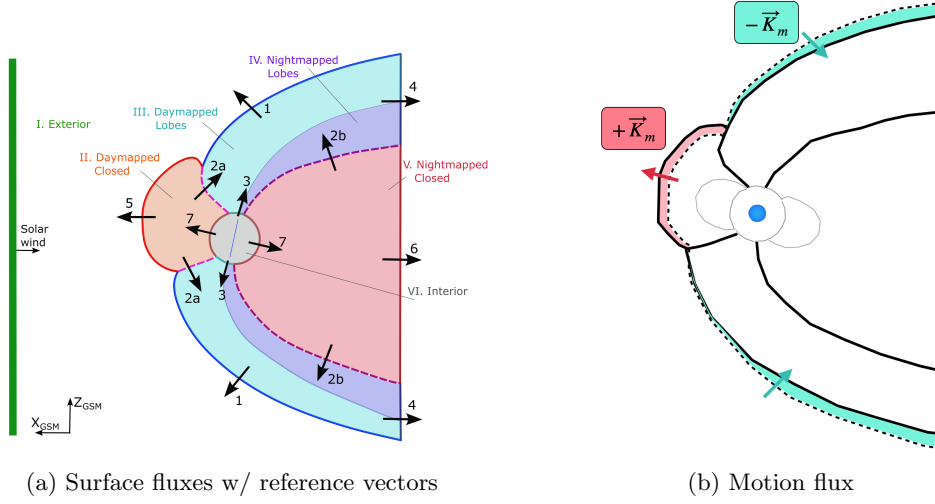 IV. Nightmapped
Lobes
4
1
III. Daymapped
Lobes
I. Exterior
2b
II. Daymapped
Closed
2a
V. Nightmapped
Closed
3
5
7
Solar
wind
7
6
2a
3
VI. Interior
2b
1
4
Z_GSM
X_GSM
(a) Surface fluxes w/ reference vectors
−K⃗_m
+K⃗_m
(b) Motion flux